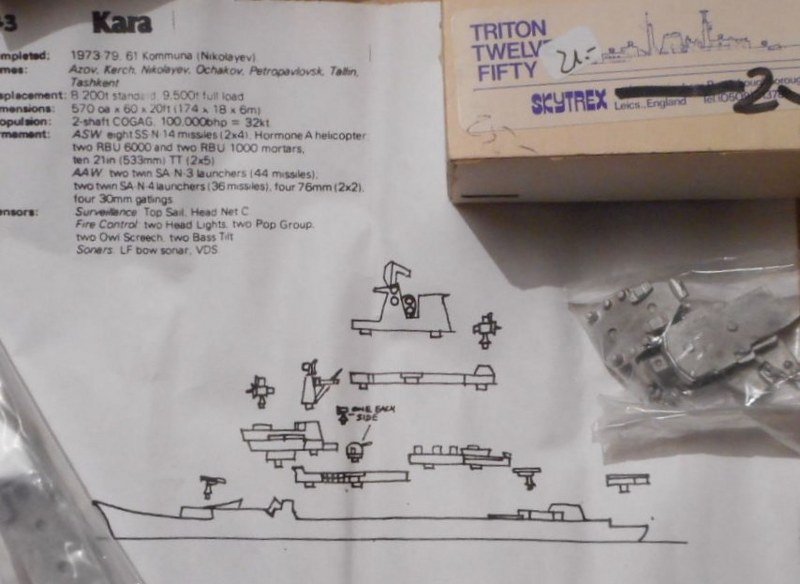 -3 Kara
mpleted: 1973-79. 61 Kommuna (Nikolayev)
mes: Azov, Kerch, Nikolayev, Ochakov, Petropavlovsk, Tallin,
Tashkent
splacement: 8.200t standard, 9,500t full load
mensions: 570 oa x 60 x 20ft (174 x 18 x 6m)
opulsion: 2-shaft COGAG. 100,000bhp = 32kt
mament: ASW eight SS-N-14 missiles (2x4). Hormone A helicopter.
two RBU 6000 and two RBU 1000 mortars,
ten 21in (533mm) TT (2x5)
AAW two twin SA-N-3 launchers (44 missiles),
two twin SA-N-4 launchers (36 missiles), four 76mm (2x2),
four 30mm gatlings
ensors: Surveillance Top Sail, Head Net C
Fire Control two Head Lights, two Pop Group,
two Owl Screech, two Bass Tilt
Sonars LF bow sonar, VDS
TRITON
TWELVE
FIFTY
21.-
SKYTREX
Leics., England
2
ONE EACH
SIDE